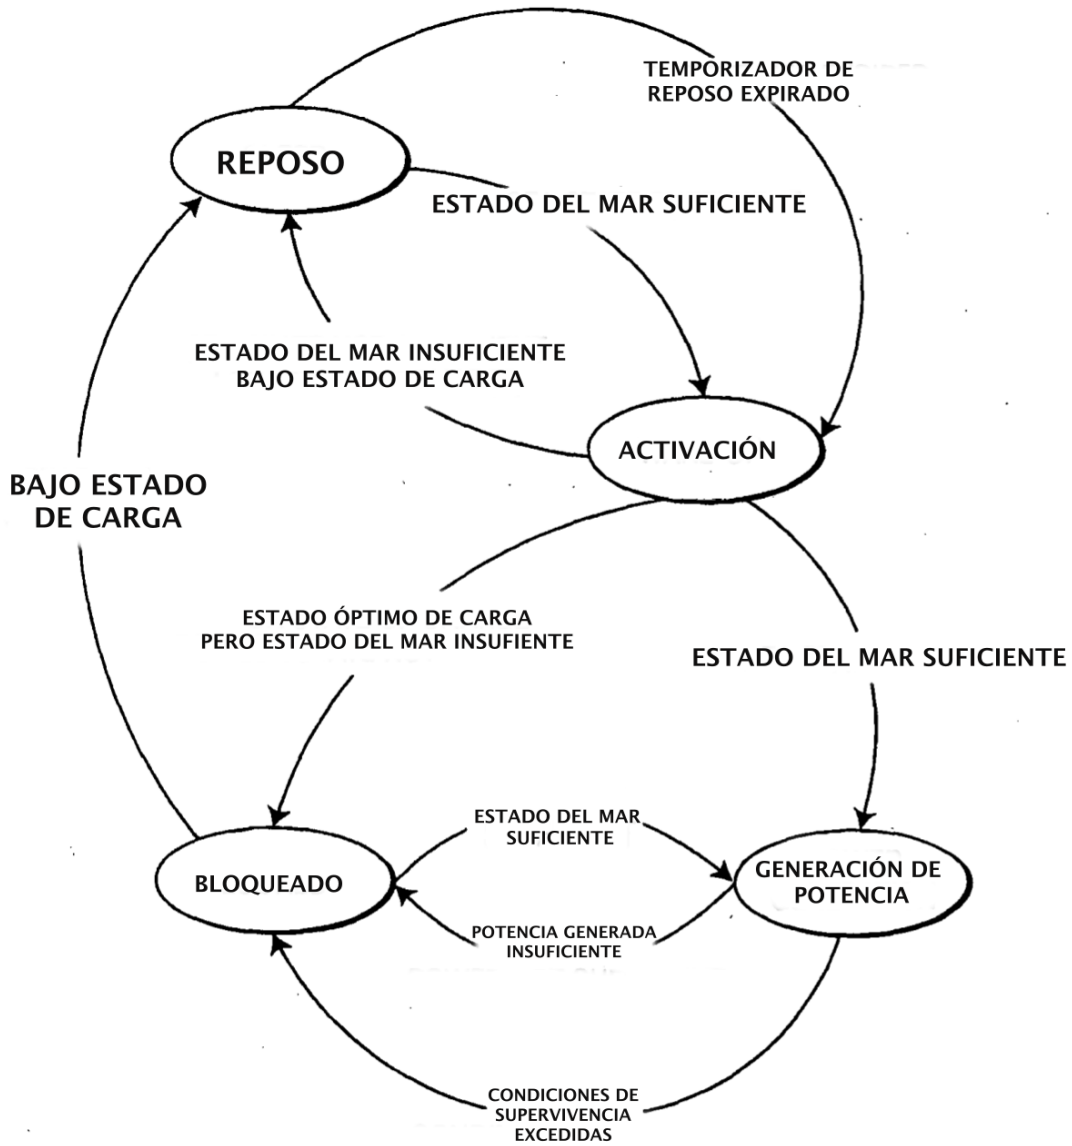 TEMPORIZADOR DE
REPOSO EXPIRADO
REPOSO
ESTADO DEL MAR SUFICIENTE
ESTADO DEL MAR INSUFICIENTE
BAJO ESTADO DE CARGA
ACTIVACIÓN
BAJO ESTADO
DE CARGA
ESTADO ÓPTIMO DE CARGA
PERO ESTADO DEL MAR INSUFIENTE
ESTADO DEL MAR SUFICIENTE
ESTADO DEL MAR
SUFICIENTE
BLOQUEADO
GENERACIÓN DE
POTENCIA
POTENCIA GENERADA
INSUFICIENTE
CONDICIONES DE
SUPERVIVENCIA
EXCEDIDAS